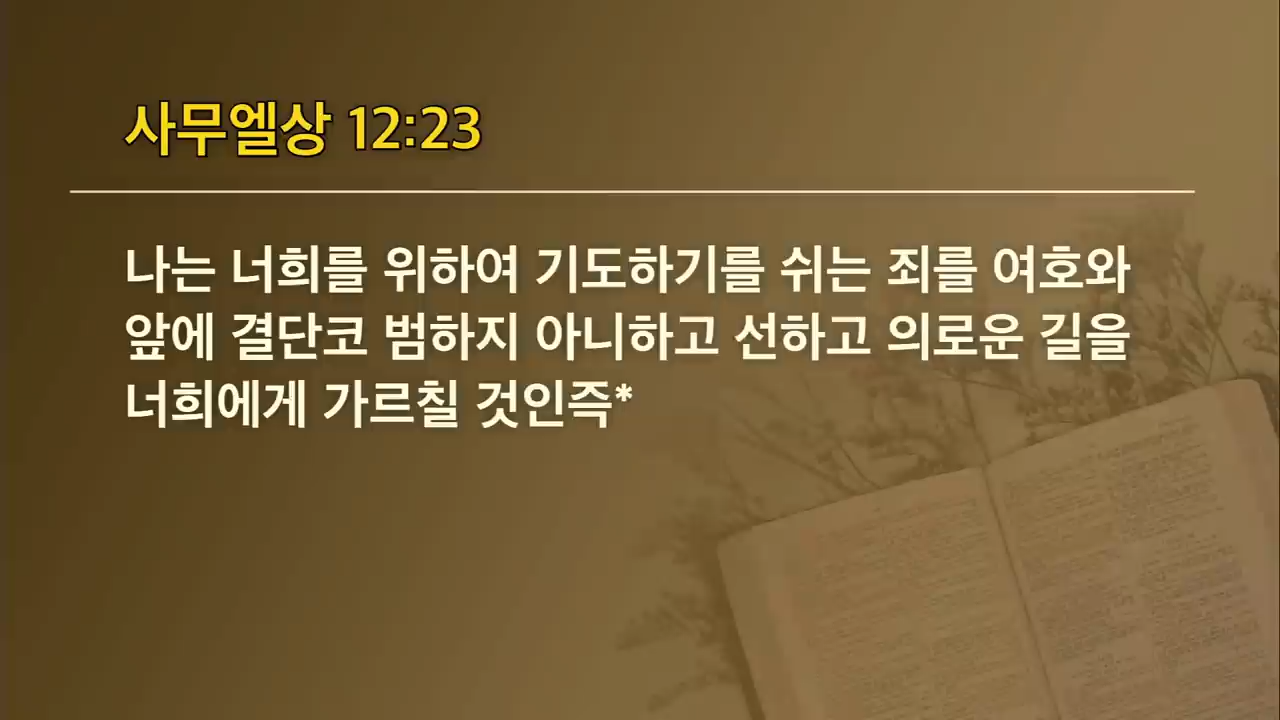 사무엘상 12:23
나는 너희를 위하여 기도하기를 쉬는 죄를 여호와
앞에 결단코 범하지 아니하고 선하고 의로운 길을
너희에게 가르칠 것인즉*